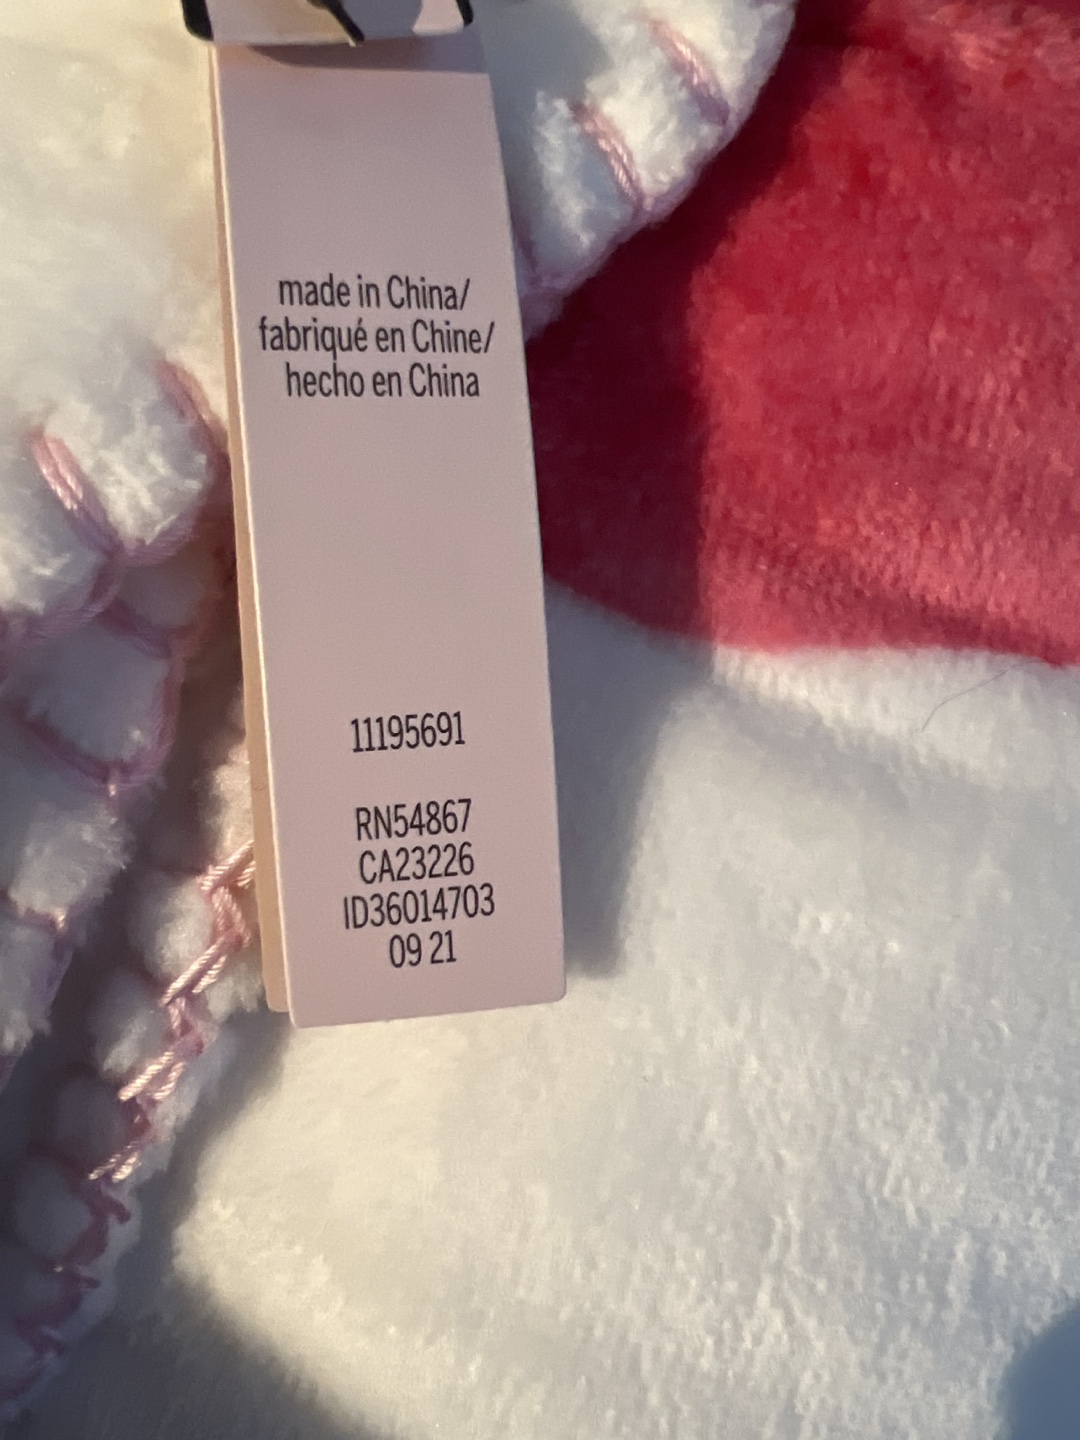 made in China/
fabriqué en Chine/
hecho en China
11195691
RN54867
CA23226
ID36014703
09 21